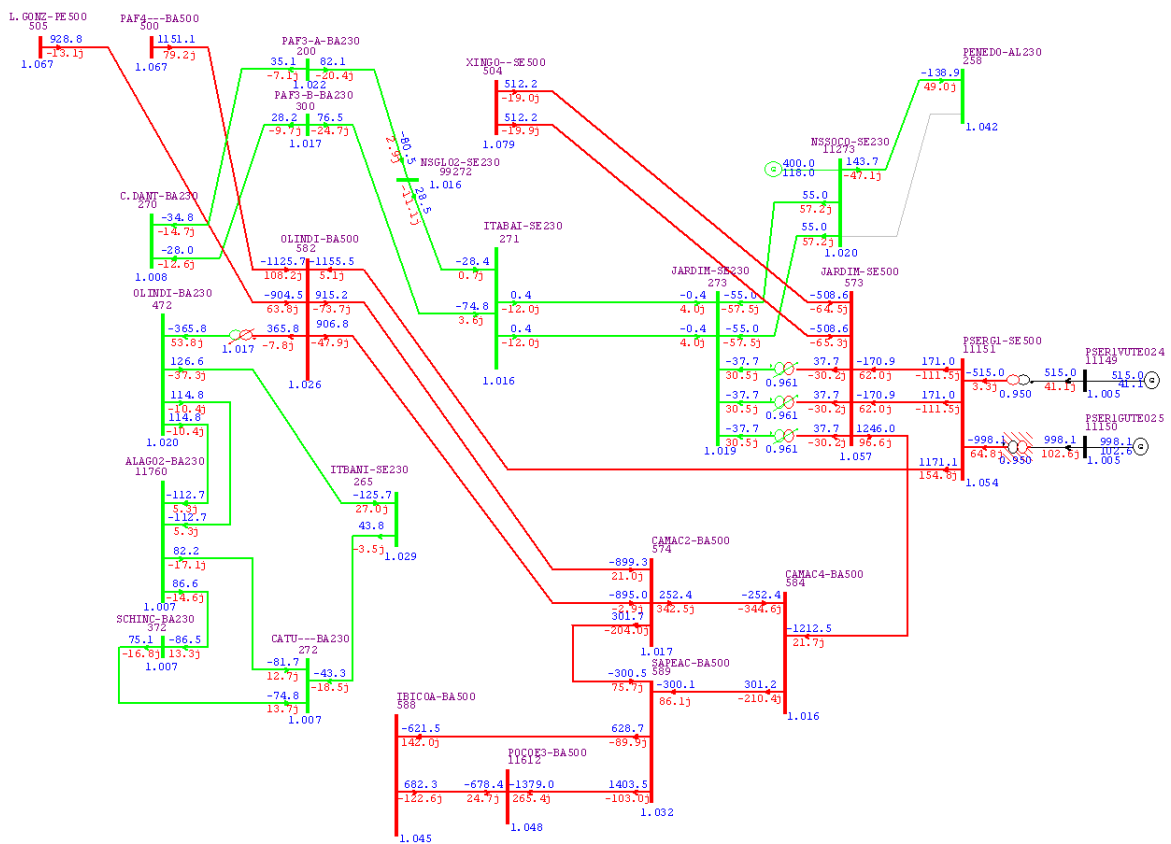 L.GONZ-PE500
505
928.8
-13.1j
1.067
PAF4---BA500
500
1151.1
79.2j
1.067
PAF3-A-BA230
200
35.1 82.1
-7.1j -20.4j
1.022
PAF3-B-BA230
300
28.2 76.5
-9.7j -24.7j
1.017
XINGO--SE500
504
512.2
-19.0j
512.2
-19.9j
1.079
PENEDO-AL230
258
-138.9
49.0j
1.042
NSSOCO-SE230
11273
400.0
118.0
143.7
-47.1j
55.0
57.2j
55.0
57.2j
1.020
-80.5
2.9j
NSGLO2-SE230
99272
1.016
28.5
-11.1j
C.DANT-BA230
270
-34.8
-14.7j
-28.0
-12.6j
1.008
OLINDI-BA500
582
-1125.7 -1155.5
108.2j 5.1j
-904.5 915.2
63.8j -73.7j
365.8 906.8
-7.8j -47.9j
1.026
ITABAI-SE230
271
-28.4
0.7j
-74.8
3.6j
0.4
-12.0j
0.4
-12.0j
1.016
JARDIM-SE230
273
-0.4 -55.0
4.0j -57.5j
-0.4 -55.0
4.0j -57.5j
-37.7
30.5j
0.961
-37.7
30.5j
0.961
-37.7
30.5j
0.961
1.019
JARDIM-SE500
573
-508.6
-64.5j
-508.6
-65.3j
37.7 -170.9
-30.2j 62.0j
37.7 -170.9
-30.2j 62.0j
37.7 1246.0
-30.2j 96.6j
1.057
PSERG1-SE500
11151
171.0 -515.0
-111.5j 3.3j
171.0
-111.5j
-998.1
64.8j
1171.1
154.8j
1.054
0.950
0.950
PSER1VUTE024
11149
515.0 515.0
41.1j 41.1
1.005
PSER1GUTE025
11150
998.1 998.1
102.6j 102.6
1.005
OLINDI-BA230
472
-365.8
53.8j
1.017
126.6
-37.3j
114.8
-10.4j
114.8
-10.4j
1.020
ALAGO2-BA230
11760
-112.7
5.3j
-112.7
5.3j
82.2
-17.1j
86.6
-14.6j
1.007
ITBANI-SE230
265
-125.7
27.0j
43.8
-3.5j
1.029
SCHINC-BA230
372
75.1 -86.5
-16.8j 13.3j
1.007
CATU---BA230
272
-81.7
12.7j
-43.3
-18.5j
-74.8
13.7j
1.007
CAMAC2-BA500
574
-899.3
21.0j
-895.0 252.4
-2.9j 342.5j
301.7
-204.0j
1.017
CAMAC4-BA500
584
-252.4
-344.6j
-1212.5
21.7j
301.2
-210.4j
1.016
SAPEAC-BA500
589
-300.5
75.7j
-300.1
86.1j
628.7
-89.9j
1403.5
-103.0j
1.032
IBICOA-BA500
588
-621.5
142.0j
682.3
-122.6j
1.045
POCOE3-BA500
11612
-678.4 -1379.0
24.7j 265.4j
1.048